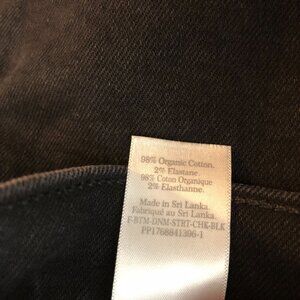 98% Organic Cotton.
2% Elastane.
98% Coton Organique
2% Elasthanne.
Made in Sri Lanka.
Fabriqué au Sri Lanka.
F-BTM-DNM-STRT-CHK-BLK
PP1768841396-1